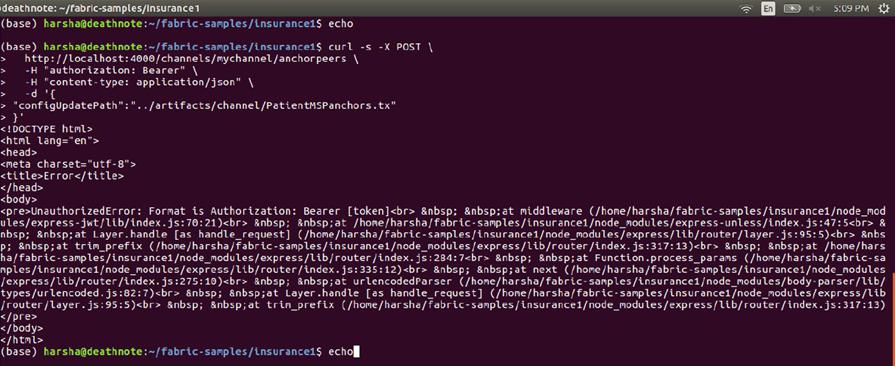 deathnote: ~/fabric-samples/insurance1
En
5:09 PM
(base) harsha@deathnote:~/fabric-samples/insurance1$ echo
(base) harsha@deathnote:~/fabric-samples/insurance1$ curl -s -X POST \
>   http://localhost:4000/channels/mychannel/anchorpeers \
>   -H "authorization: Bearer" \
>   -H "content-type: application/json" \
>   -d '{
> "configUpdatePath":"../artifacts/channel/PatientMSPanchors.tx"
> }'
<!DOCTYPE html>
<html lang="en">
<head>
<meta charset="utf-8">
<title>Error</title>
</head>
<body>
<pre>UnauthorizedError: Format is Authorization: Bearer [token]<br> &nbsp; &nbsp;at middleware (/home/harsha/fabric-samples/insurance1/node_mod
ules/express-jwt/lib/index.js:70:21)<br> &nbsp; &nbsp;at /home/harsha/fabric-samples/insurance1/node_modules/express-unless/index.js:47:5<br> &
nbsp; &nbsp;at Layer.handle [as handle_request] (/home/harsha/fabric-samples/insurance1/node_modules/express/lib/router/layer.js:95:5)<br> &nbs
p; &nbsp;at trim_prefix (/home/harsha/fabric-samples/insurance1/node_modules/express/lib/router/index.js:317:13)<br> &nbsp; &nbsp;at /home/hars
ha/fabric-samples/insurance1/node_modules/express/lib/router/index.js:284:7<br> &nbsp; &nbsp;at Function.process_params (/home/harsha/fabric-sa
mples/insurance1/node_modules/express/lib/router/index.js:335:12)<br> &nbsp; &nbsp;at next (/home/harsha/fabric-samples/insurance1/node_modules
/express/lib/router/index.js:275:10)<br> &nbsp; &nbsp;at urlencodedParser (/home/harsha/fabric-samples/insurance1/node_modules/body-parser/lib/
types/urlencoded.js:82:7)<br> &nbsp; &nbsp;at Layer.handle [as handle_request] (/home/harsha/fabric-samples/insurance1/node_modules/express/lib
/router/layer.js:95:5)<br> &nbsp; &nbsp;at trim_prefix (/home/harsha/fabric-samples/insurance1/node_modules/express/lib/router/index.js:317:13)
</pre>
</body>
</html>
(base) harsha@deathnote:~/fabric-samples/insurance1$ echo